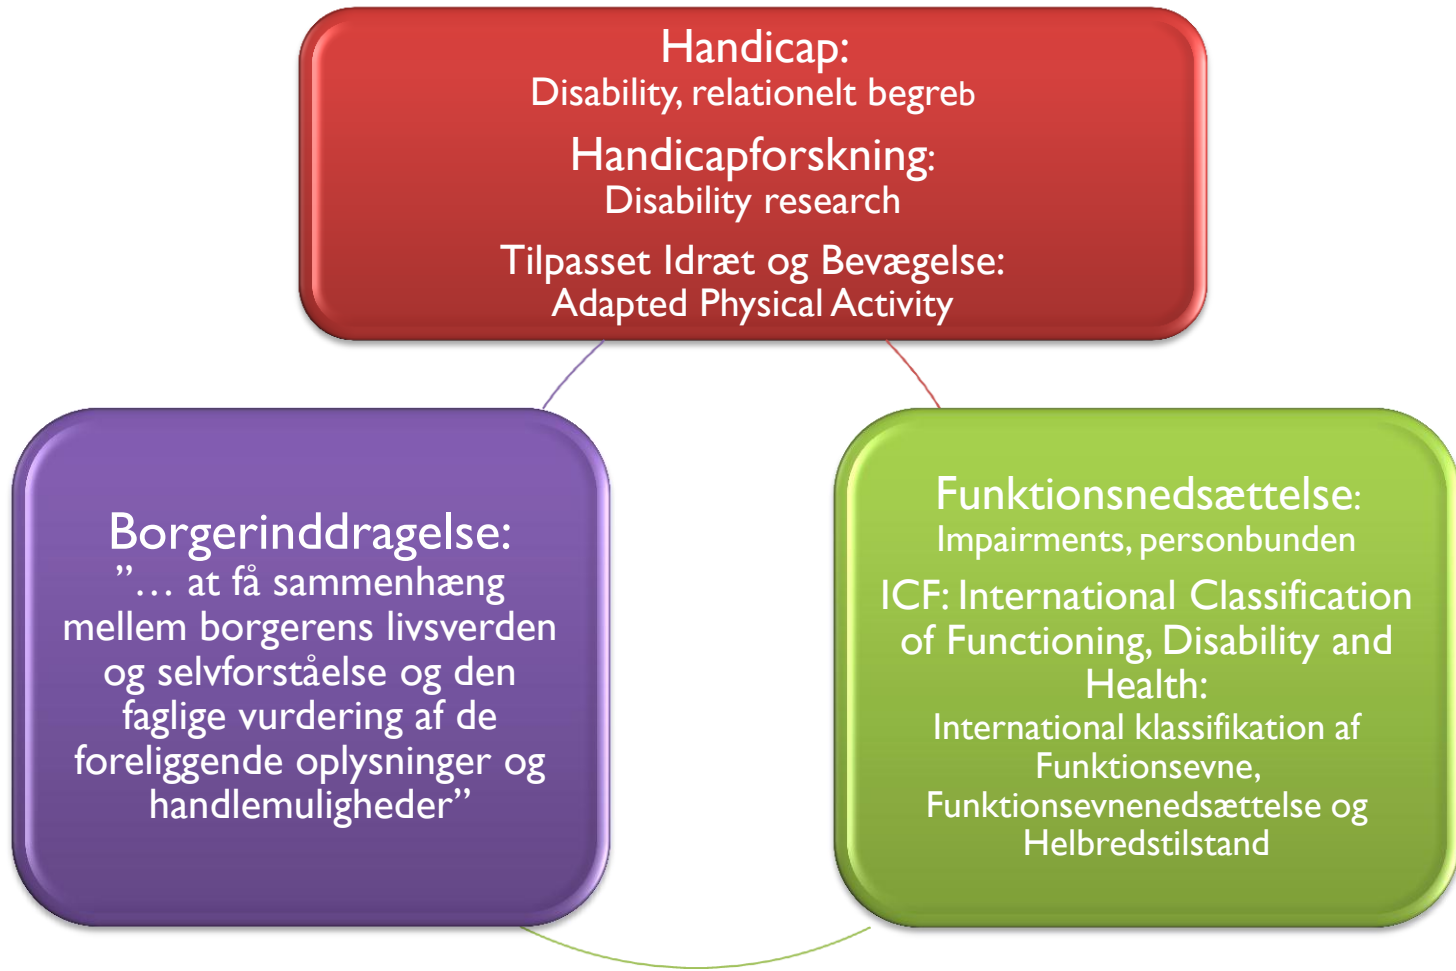 Handicap:
Disability, relationelt begreb
Handicapforskning:
Disability research
Tilpasset Idræt og Bevægelse:
Adapted Physical Activity
Borgerinddragelse:
”… at få sammenhæng
mellem borgerens livsverden
og selvforståelse og den
faglige vurdering af de
foreliggende oplysninger og
handlemuligheder”
Funktionsnedsættelse:
Impairments, personbunden
ICF: International Classification
of Functioning, Disability and
Health:
International klassifikation af
Funktionsevne,
Funktionsevnenedsættelse og
Helbredstilstand